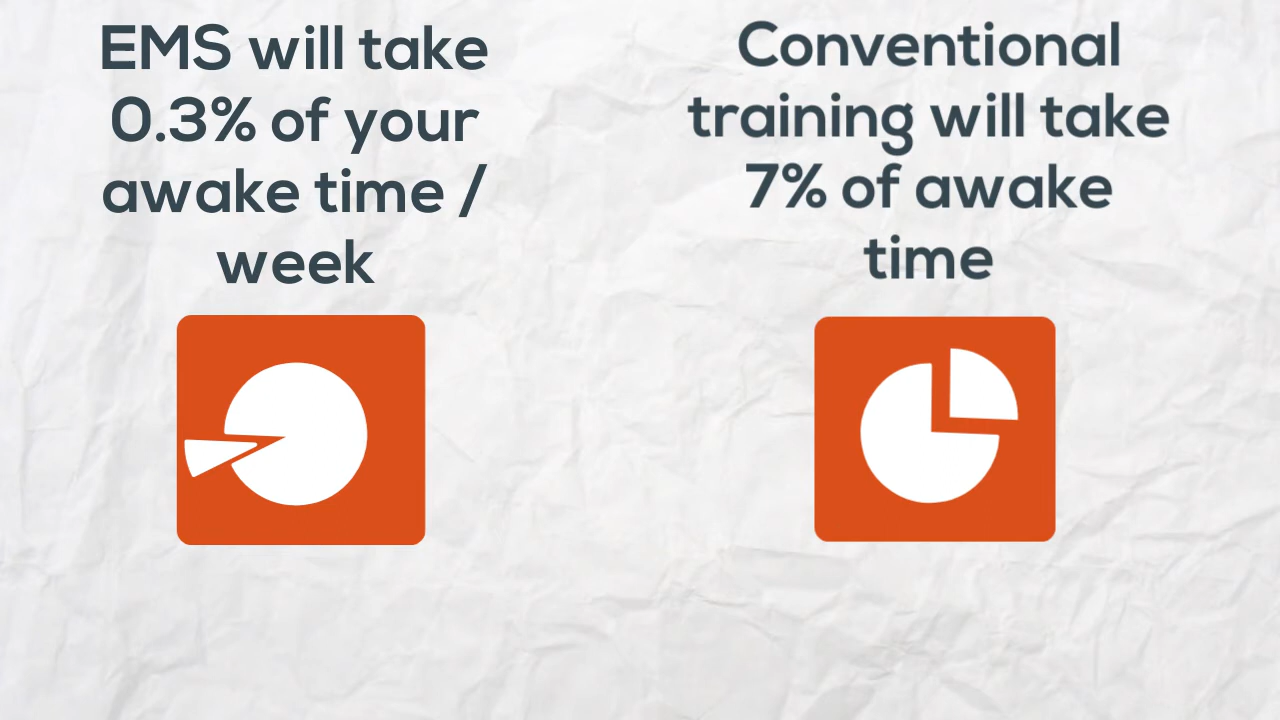 EMS will take
0.3% of your
awake time /
week
Conventional
training will take
7% of awake
time